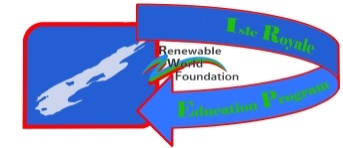 Isle Royale
Renewable
World
Foundation
Education Program